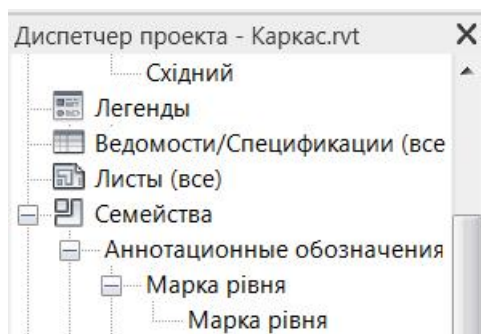 Диспетчер проекта - Каркас.rvt
Східний
Легенды
Ведомости/Спецификации (все
Листы (все)
Семейства
Аннотационные обозначения
Марка рівня
Марка рівня